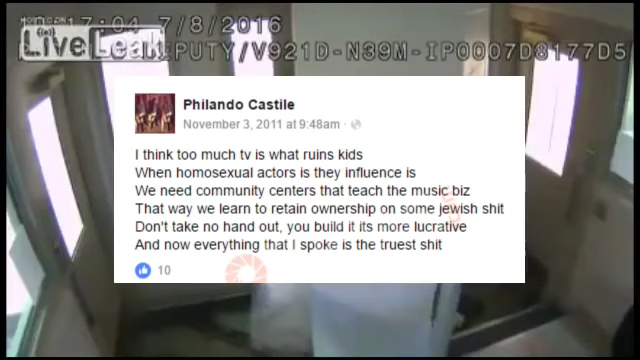 17:04 7/8/2016
LiveLeak
PUTY/V921D-N39M-IP0007D8177D5
Philando Castile
November 3, 2011 at 9:48am
I think too much tv is what ruins kids
When homosexual actors is they influence is
We need community centers that teach the music biz
That way we learn to retain ownership on some jewish shit
Don't take no hand out, you build it its more lucrative
And now everything that I spoke is the truest shit
10